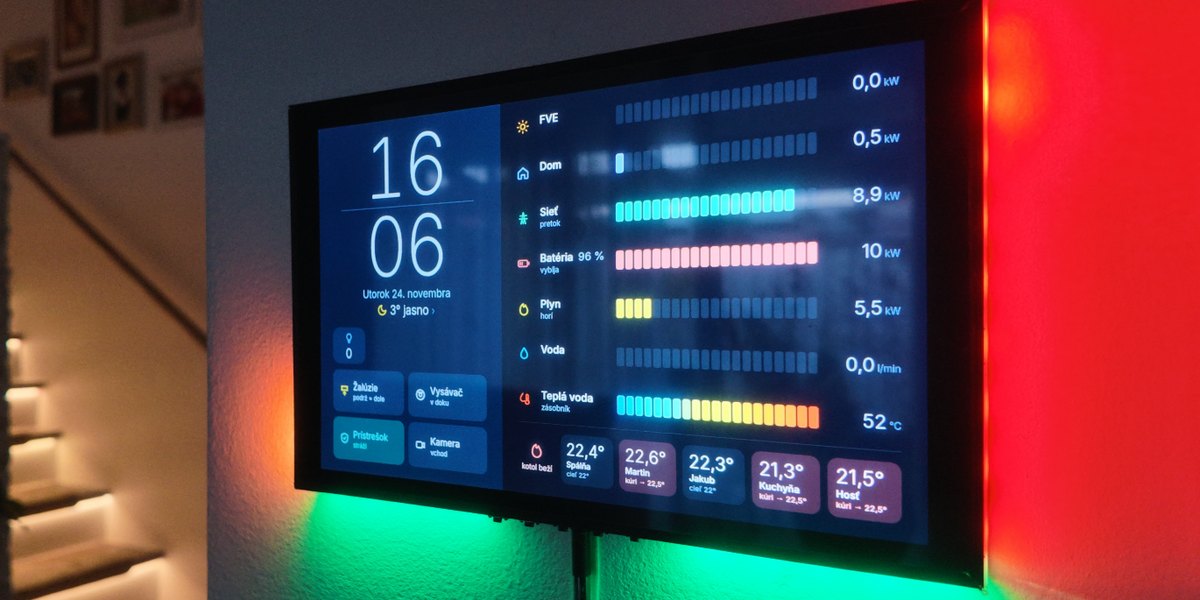 16
06
Utorok 24. novembra
3° jasno ›
0
Žalúzie
podrž = dole
Vysávač
v doku
Prístrešok
stráži
Kamera
vchod
FVE
0,0 kW
Dom
0,5 kW
Sieť
pretok
8,9 kW
Batéria 96 %
vybíja
10 kW
Plyn
horí
5,5 kW
Voda
0,0 l/min
Teplá voda
zásobník
52 °C
kotol beží
22,4°
Spálňa
cieľ 22°
22,6°
Martin
kúri → 22,5°
22,3°
Jakub
cieľ 22°
21,3°
Kuchyňa
kúri → 22,5°
21,5°
Hosť
kúri → 22,5°